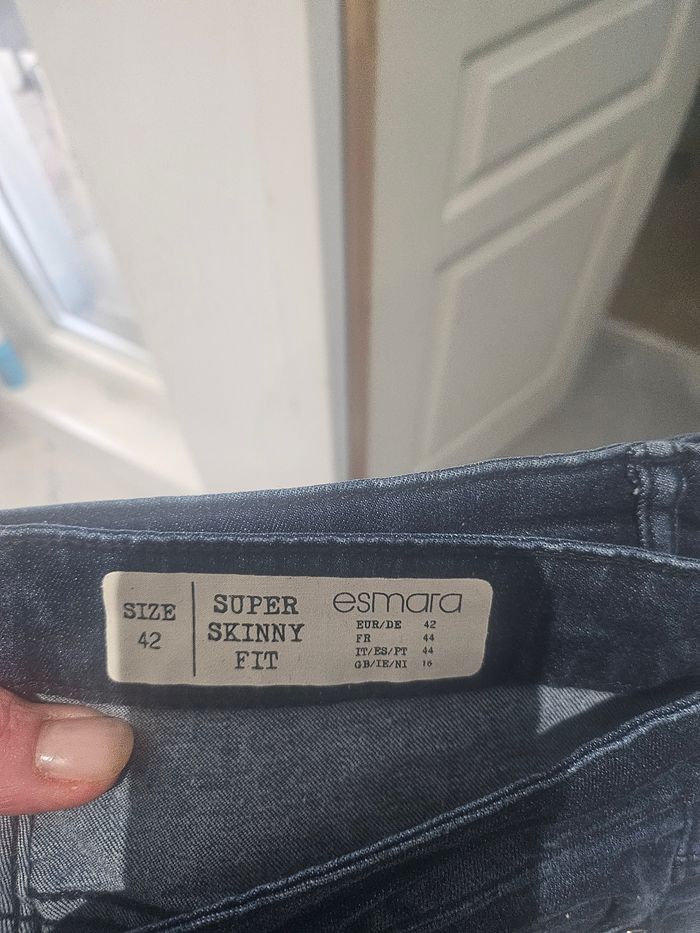 SIZE
42
SUPER
SKINNY
FIT
esmara
EUR/DE 42
FR 44
IT/ES/PT 44
GB/IE/NI 16